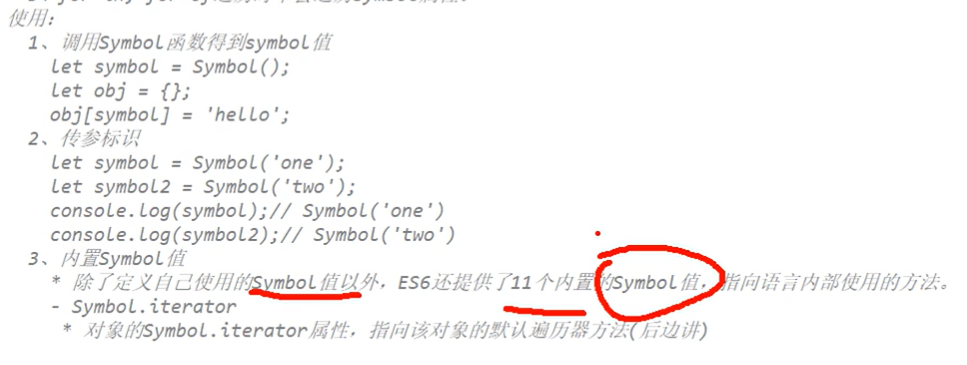 使用：
1、调用Symbol函数得到symbol值
let symbol = Symbol();
let obj = {};
obj[symbol] = 'hello';
2、传参标识
let symbol = Symbol('one');
let symbol2 = Symbol('two');
console.log(symbol);// Symbol('one')
console.log(symbol2);// Symbol('two')
3、内置Symbol值
* 除了定义自己使用的Symbol值以外，ES6还提供了11个内置的Symbol值，指向语言内部使用的方法。
- Symbol.iterator
* 对象的Symbol.iterator属性，指向该对象的默认遍历器方法(后边讲)